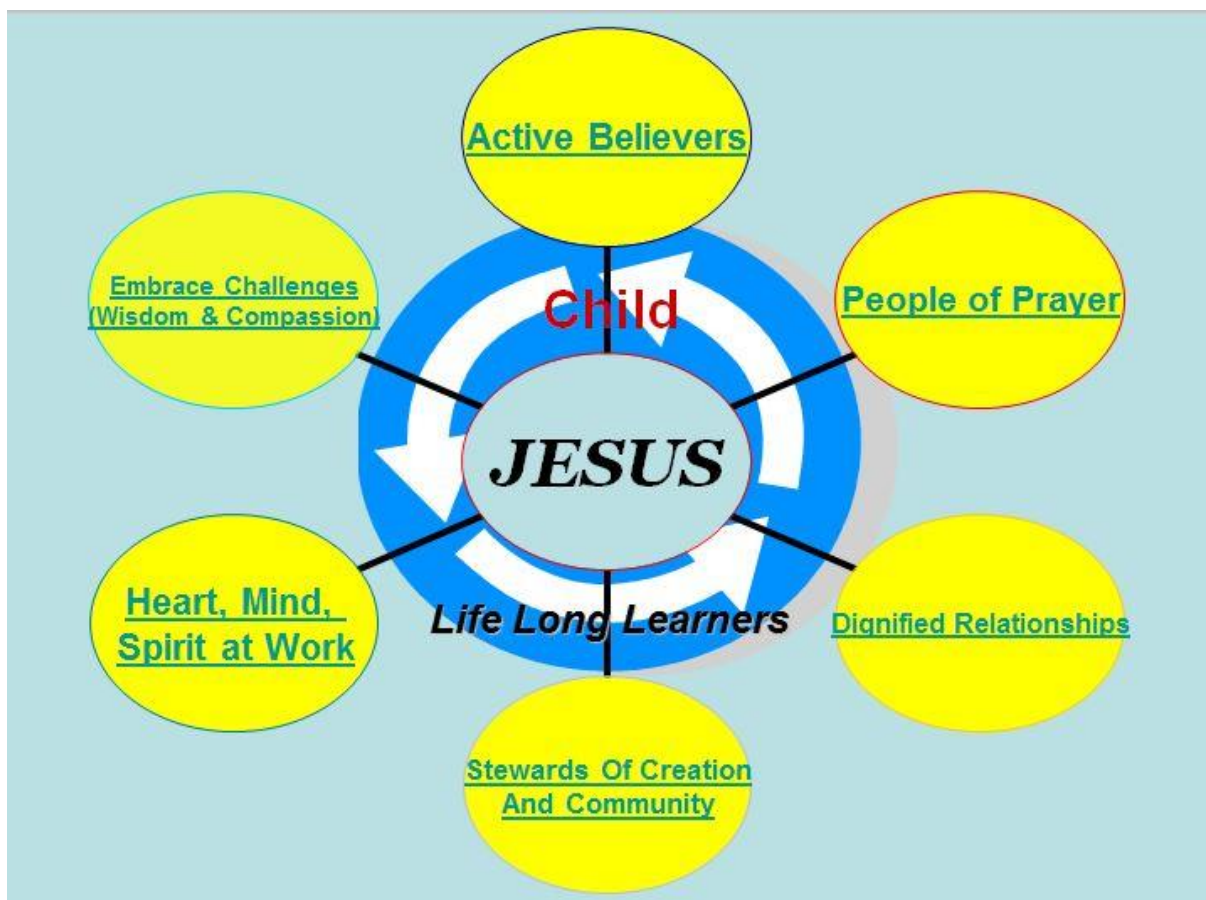 Active Believers
Embrace Challenges
(Wisdom & Compassion)
People of Prayer
Child
JESUS
Heart, Mind,
Spirit at Work
Life Long Learners
Dignified Relationships
Stewards Of Creation
And Community